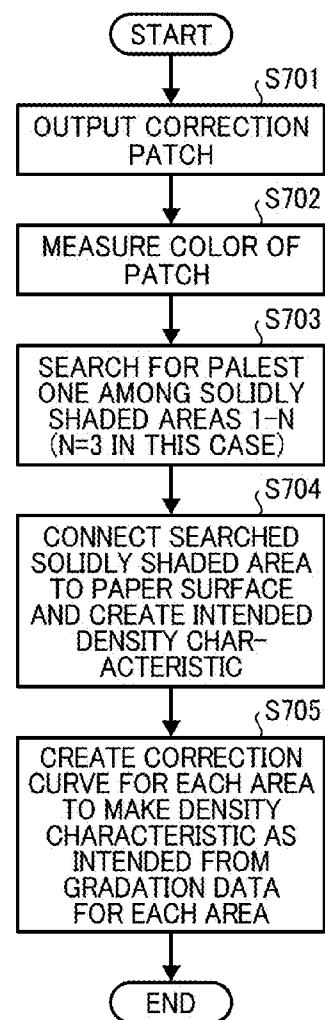 START
S701
OUTPUT CORRECTION
PATCH
S702
MEASURE COLOR OF
PATCH
S703
SEARCH FOR PALEST
ONE AMONG SOLIDLY
SHADED AREAS 1-N
(N=3 IN THIS CASE)
S704
CONNECT SEARCHED
SOLIDLY SHADED AREA
TO PAPER SURFACE
AND CREATE INTENDED
DENSITY CHAR-
ACTERISTIC
S705
CREATE CORRECTION
CURVE FOR EACH AREA
TO MAKE DENSITY
CHARACTERISTIC AS
INTENDED FROM
GRADATION DATA
FOR EACH AREA
END